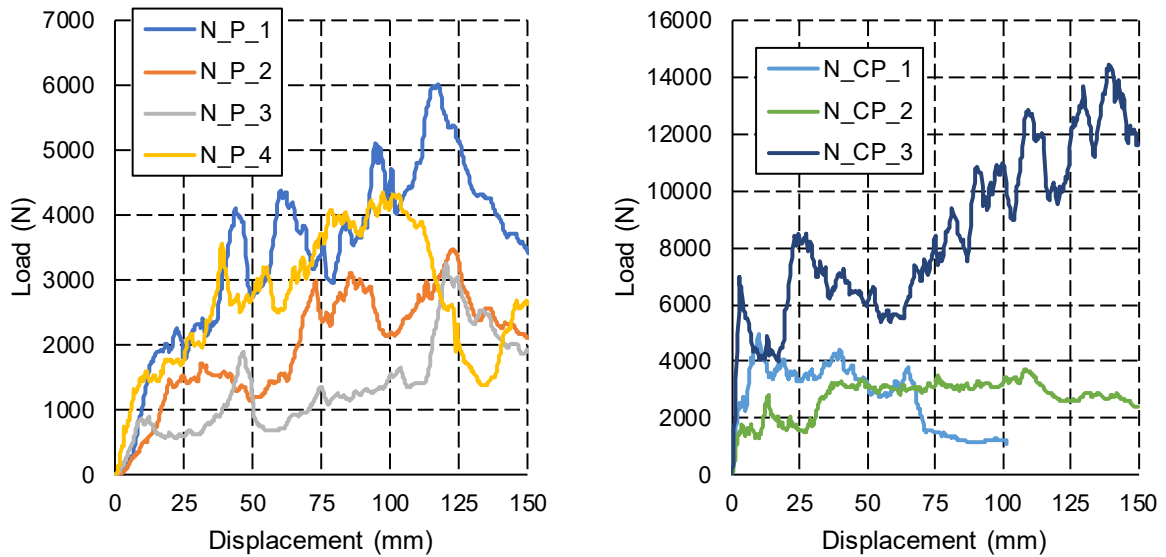 7000
6000
5000
4000
3000
2000
1000
0
Load (N)
N_P_1
N_P_2
N_P_3
N_P_4
0 25 50 75 100 125 150
Displacement (mm)
16000
14000
12000
10000
8000
6000
4000
2000
0
Load (N)
N_CP_1
N_CP_2
N_CP_3
0 25 50 75 100 125 150
Displacement (mm)